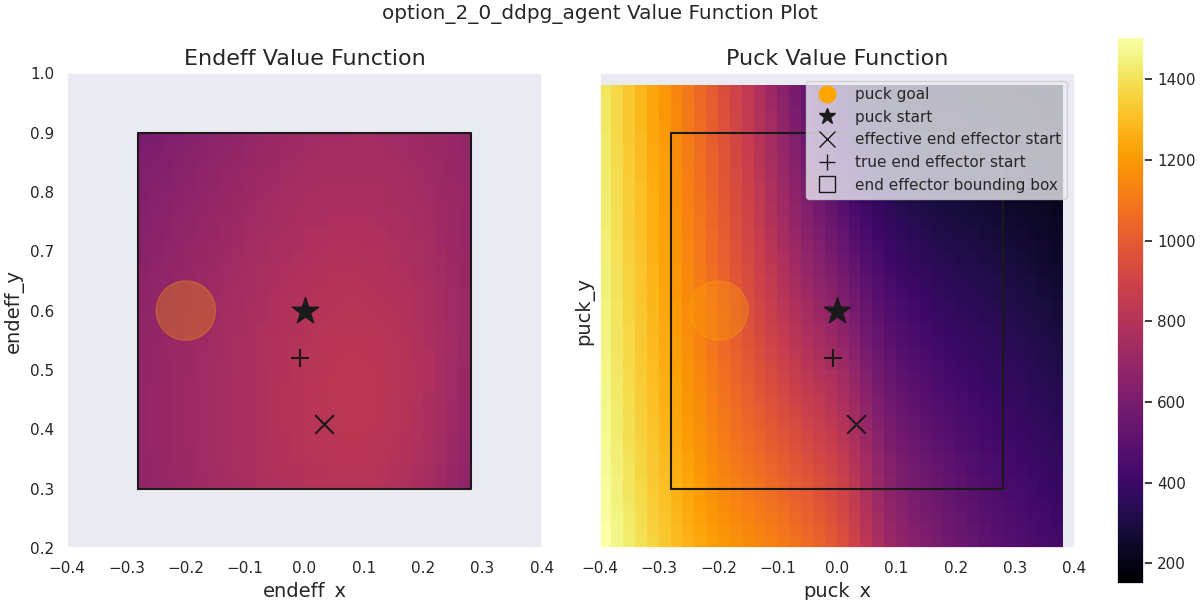 option_2_0_ddpg_agent Value Function Plot
Endeff Value Function
Puck Value Function
1.0
0.9
0.8
0.7
0.6
0.5
0.4
0.3
0.2
endeff_y
−0.4
−0.3
−0.2
−0.1
0.0
0.1
0.2
0.3
0.4
endeff_x
puck_y
puck goal
puck start
effective end effector start
true end effector start
end effector bounding box
−0.4
−0.3
−0.2
−0.1
0.0
0.1
0.2
0.3
0.4
puck_x
1400
1200
1000
800
600
400
200